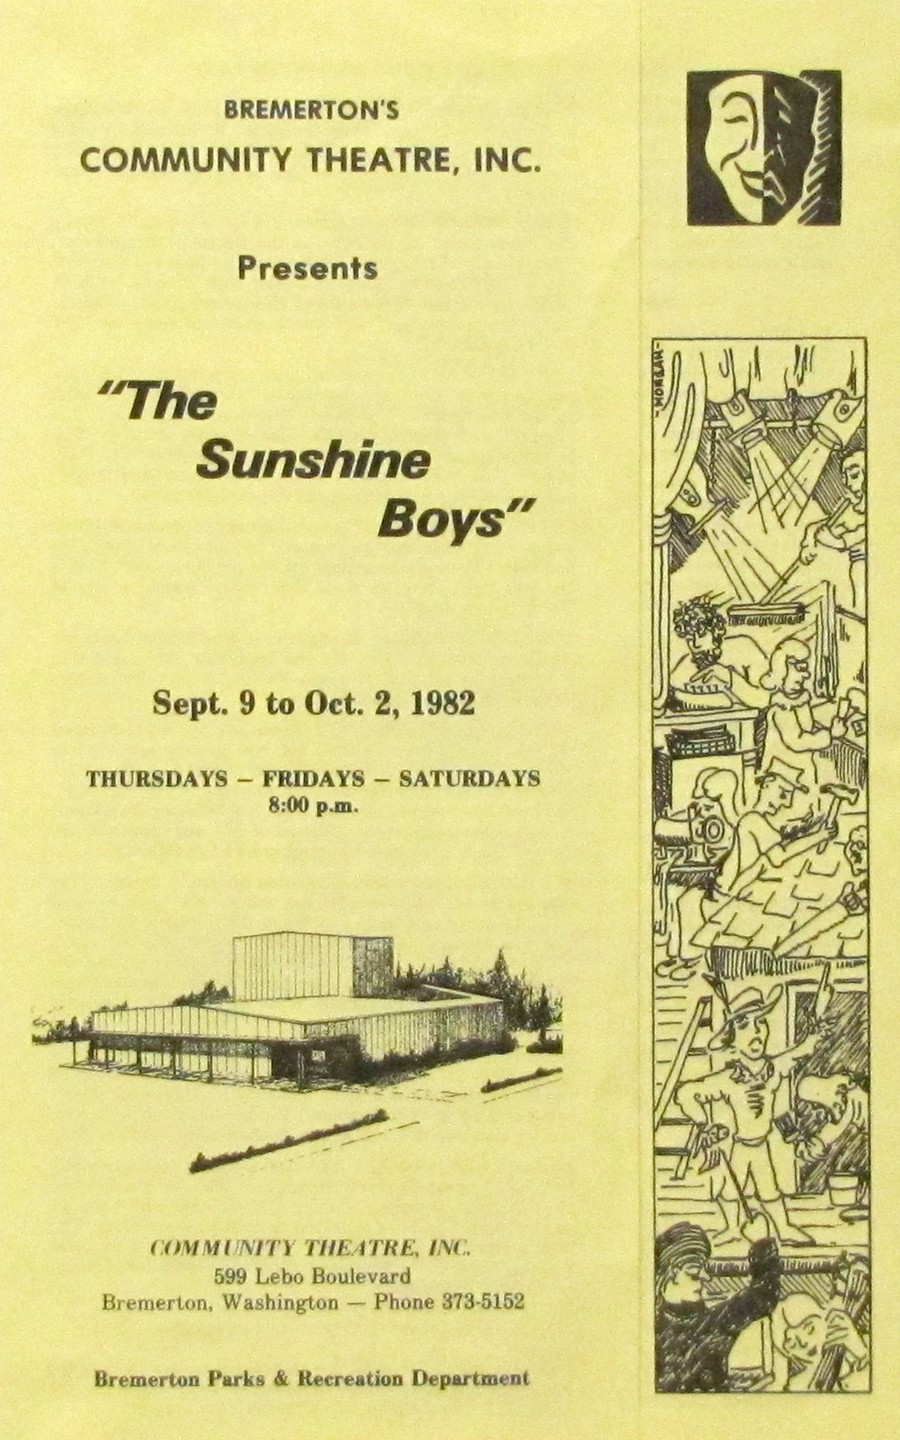 BREMERTON'S
COMMUNITY THEATRE, INC.
Presents
"The
Sunshine
Boys"
Sept. 9 to Oct. 2, 1982
THURSDAYS — FRIDAYS — SATURDAYS
8:00 p.m.
-MORGAN-
COMMUNITY THEATRE, INC.
599 Lebo Boulevard
Bremerton, Washington — Phone 373-5152
Bremerton Parks & Recreation Department